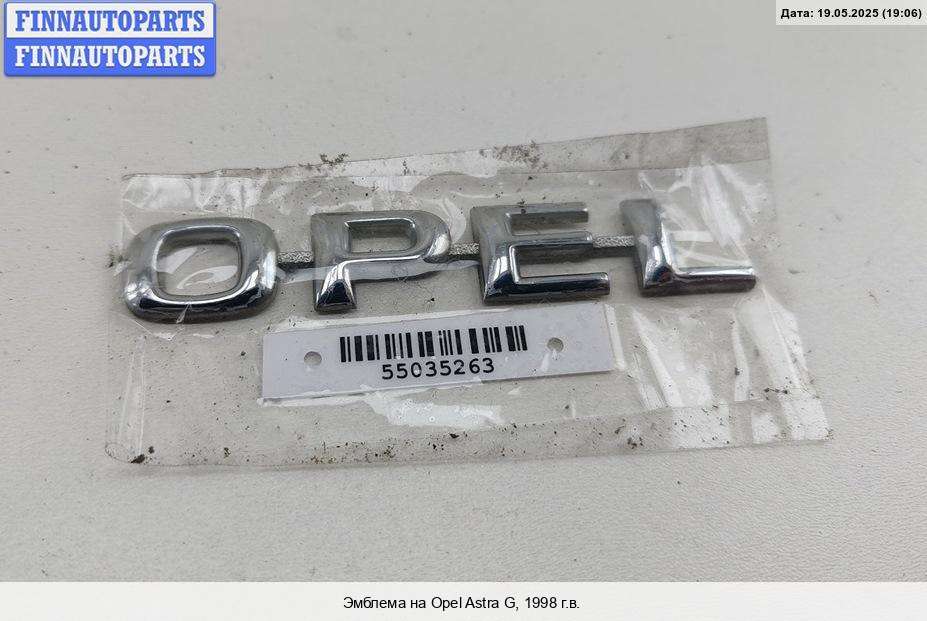 FINNAUTOPARTS
FINNAUTOPARTS
Дата: 19.05.2025 (19:06)
OPEL
55035263
Эмблема на Opel Astra G, 1998 г.в.